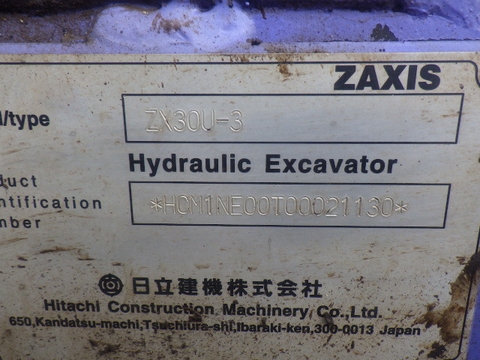 ZAXIS
l/type
ZX30U-3
Hydraulic Excavator
duct
entification
mber
*HCM1NE00T00021130*
日立建機株式会社
Hitachi Construction Machinery Co.,Ltd.
650,Kandatsu-machi,Tsuchiura-shi,Ibaraki-ken,300-0013 Japan